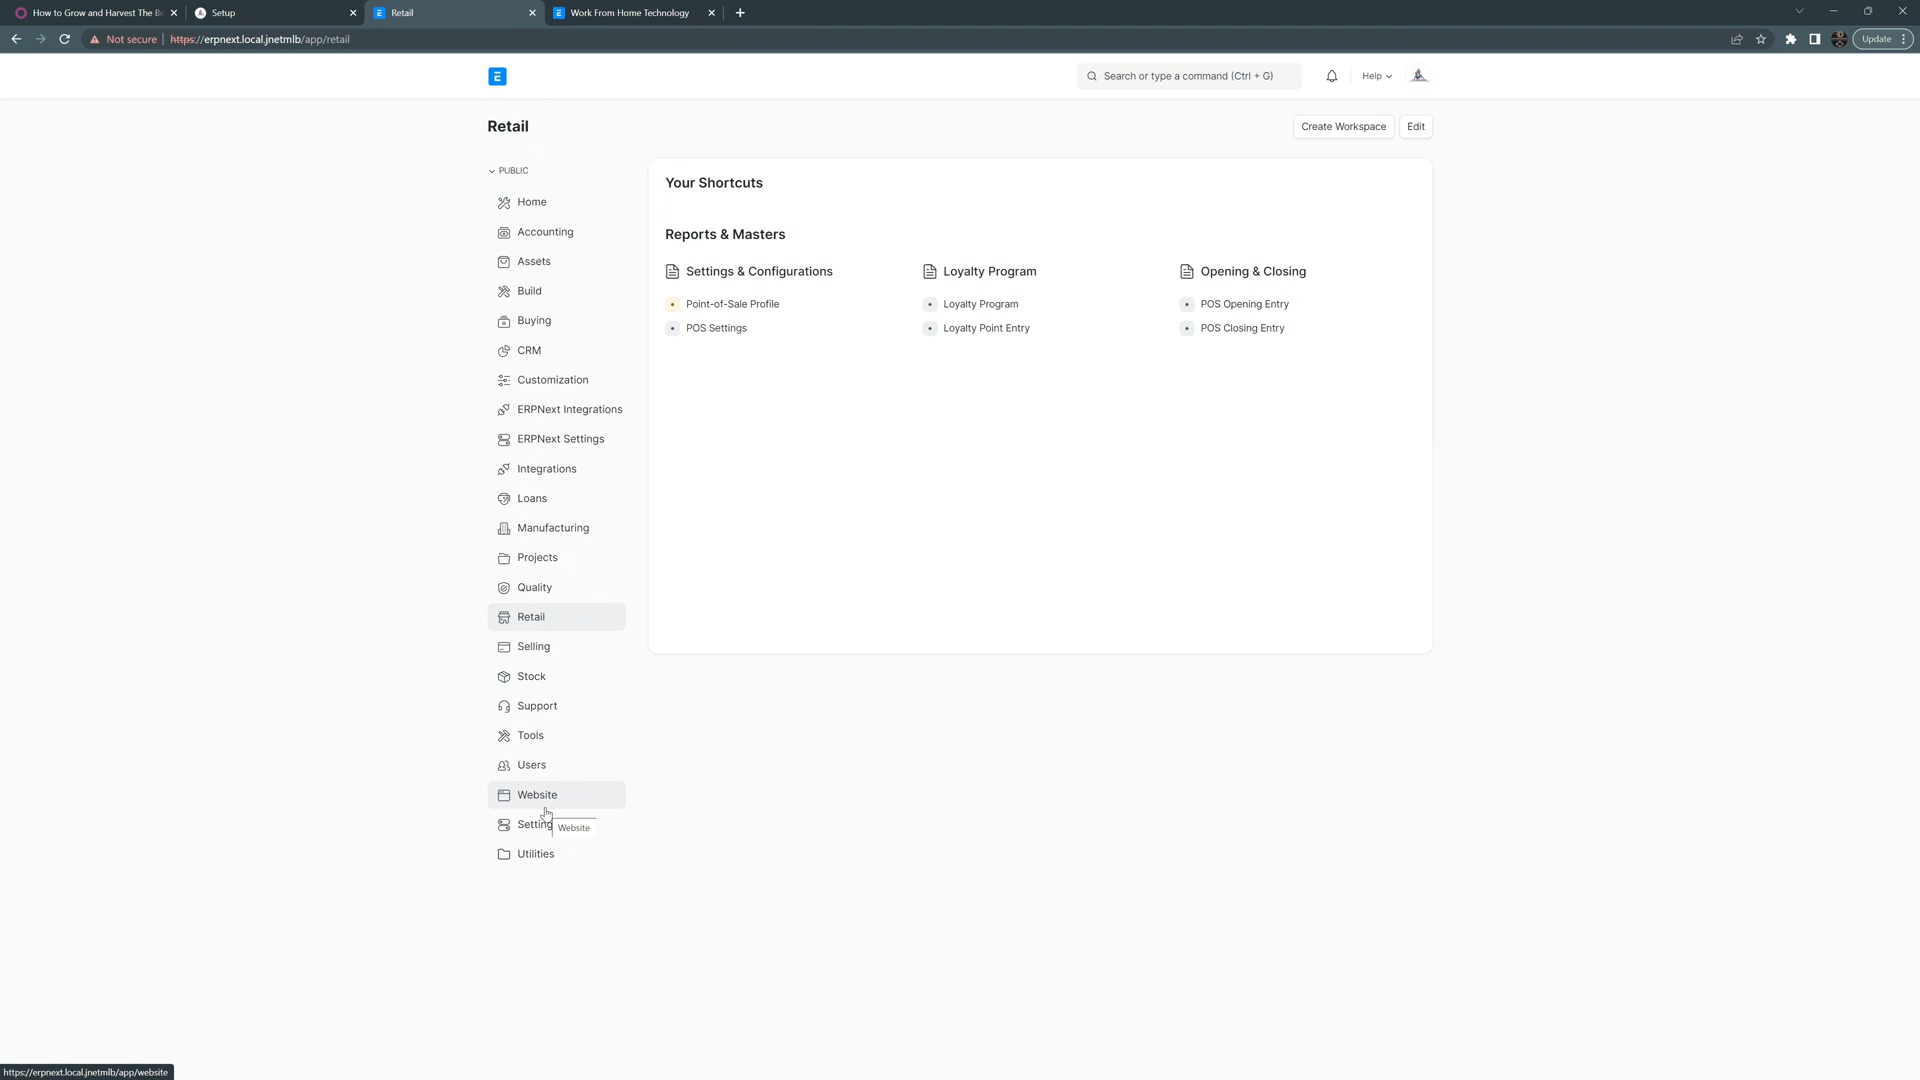 How to Grow and Harvest The Be
Setup
Retail
Work From Home Technology
Not secure
https://erpnext.local.jnetmlb/app/retail
Update
E
Search or type a command (Ctrl + G)
Help
Retail
Create Workspace
Edit
PUBLIC
Home
Accounting
Assets
Build
Buying
CRM
Customization
ERPNext Integrations
ERPNext Settings
Integrations
Loans
Manufacturing
Projects
Quality
Retail
Selling
Stock
Support
Tools
Users
Website
Setting
Website
Utilities
Your Shortcuts
Reports & Masters
Settings & Configurations
Point-of-Sale Profile
POS Settings
Loyalty Program
Loyalty Program
Loyalty Point Entry
Opening & Closing
POS Opening Entry
POS Closing Entry
https://erpnext.local.jnetmlb/app/website